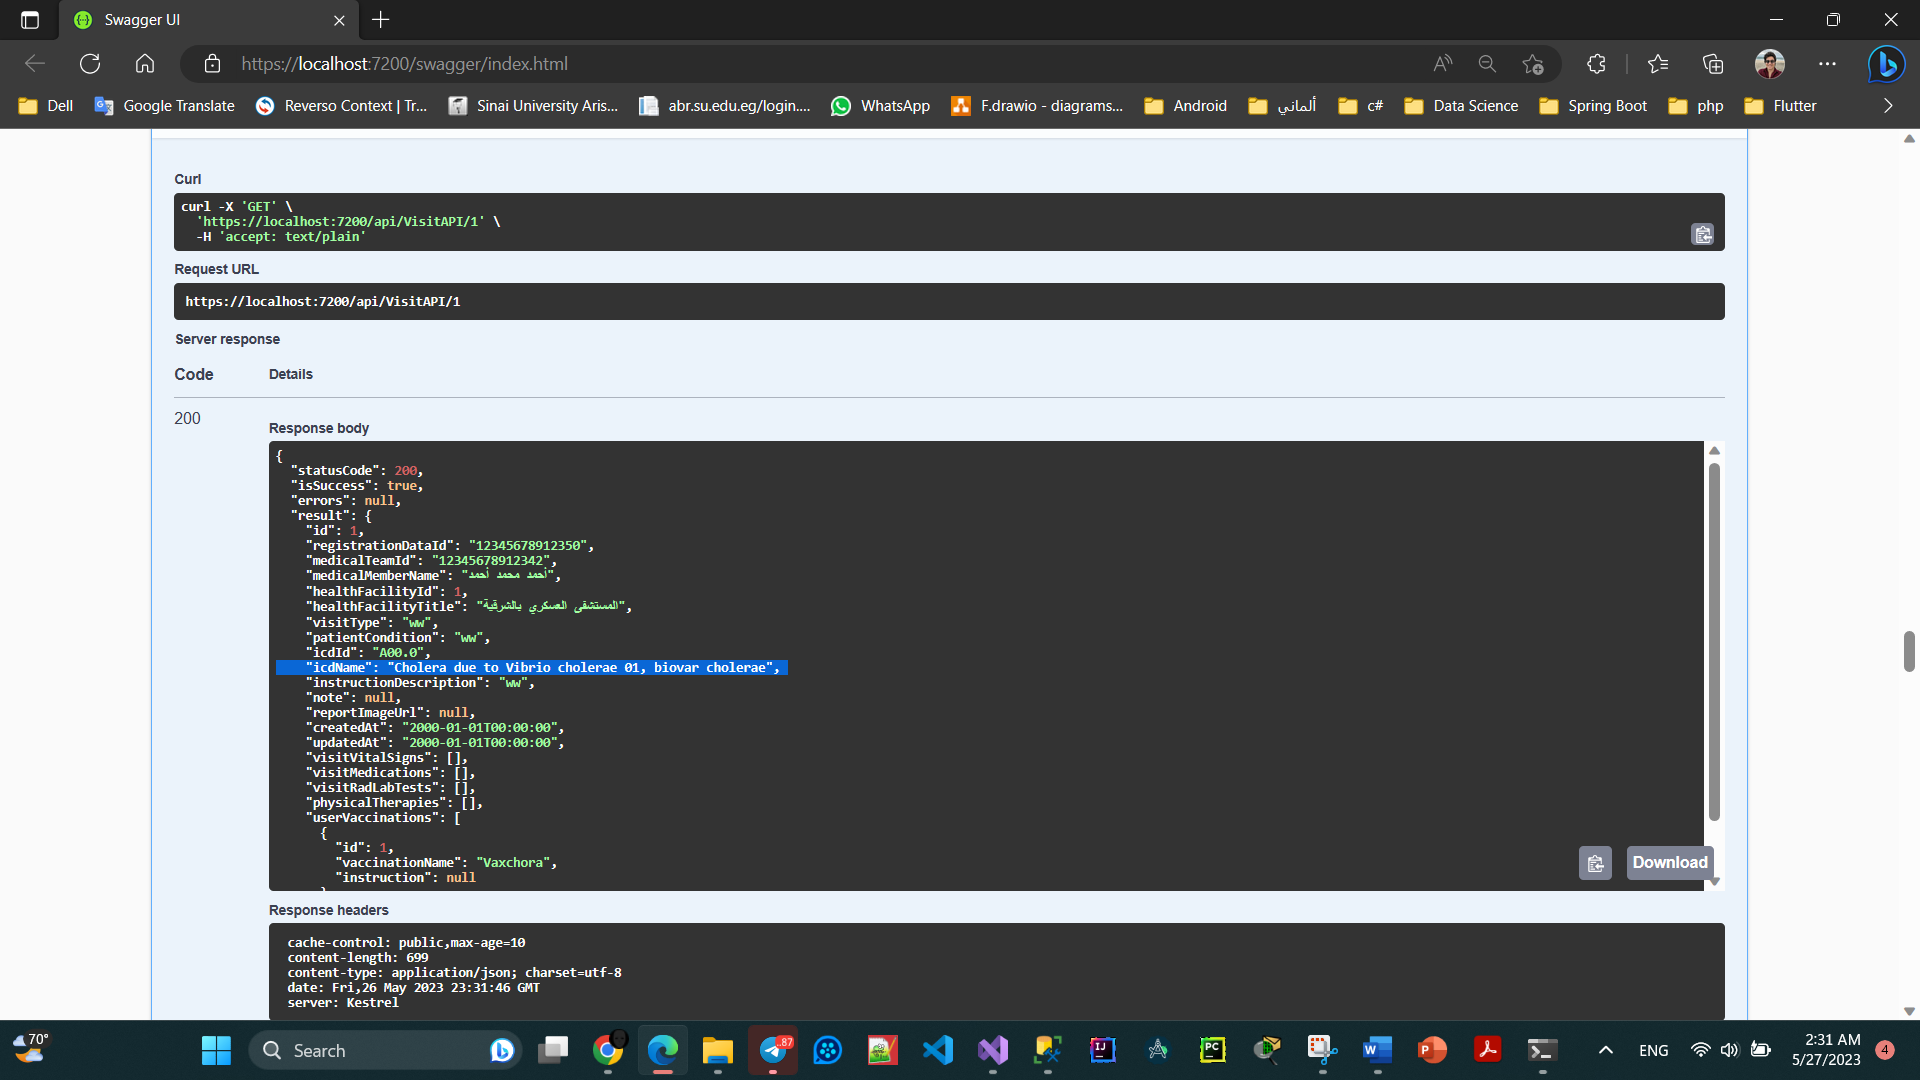 Swagger UI
https://localhost:7200/swagger/index.html
Dell
Google Translate
Reverso Context | Tr...
Sinai University Aris...
abr.su.edu.eg/login....
WhatsApp
F.drawio - diagrams...
Android
ألماني
c#
Data Science
Spring Boot
php
Flutter
Curl
curl -X 'GET' \
'https://localhost:7200/api/VisitAPI/1' \
-H 'accept: text/plain'
Request URL
https://localhost:7200/api/VisitAPI/1
Server response
Code Details
200
Response body
{
"statusCode": 200,
"isSuccess": true,
"errors": null,
"result": {
"id": 1,
"registrationDataId": "12345678912350",
"medicalTeamId": "12345678912342",
"medicalMemberName": "أحمد محمد أحمد",
"healthFacilityId": 1,
"healthFacilityTitle": "المستشفى العسكري بالشرقية",
"visitType": "ww",
"patientCondition": "ww",
"icdId": "A00.0",
"icdName": "Cholera due to Vibrio cholerae 01, biovar cholerae",
"instructionDescription": "ww",
"note": null,
"reportImageUrl": null,
"createdAt": "2000-01-01T00:00:00",
"updatedAt": "2000-01-01T00:00:00",
"visitVitalSigns": [],
"visitMedications": [],
"visitRadLabTests": [],
"physicalTherapies": [],
"userVaccinations": [
{
"id": 1,
"vaccinationName": "Vaxchora",
"instruction": null
Download
Response headers
cache-control: public,max-age=10
content-length: 699
content-type: application/json; charset=utf-8
date: Fri,26 May 2023 23:31:46 GMT
server: Kestrel
70°
Search
87
ENG
2:31 AM
5/27/2023
4